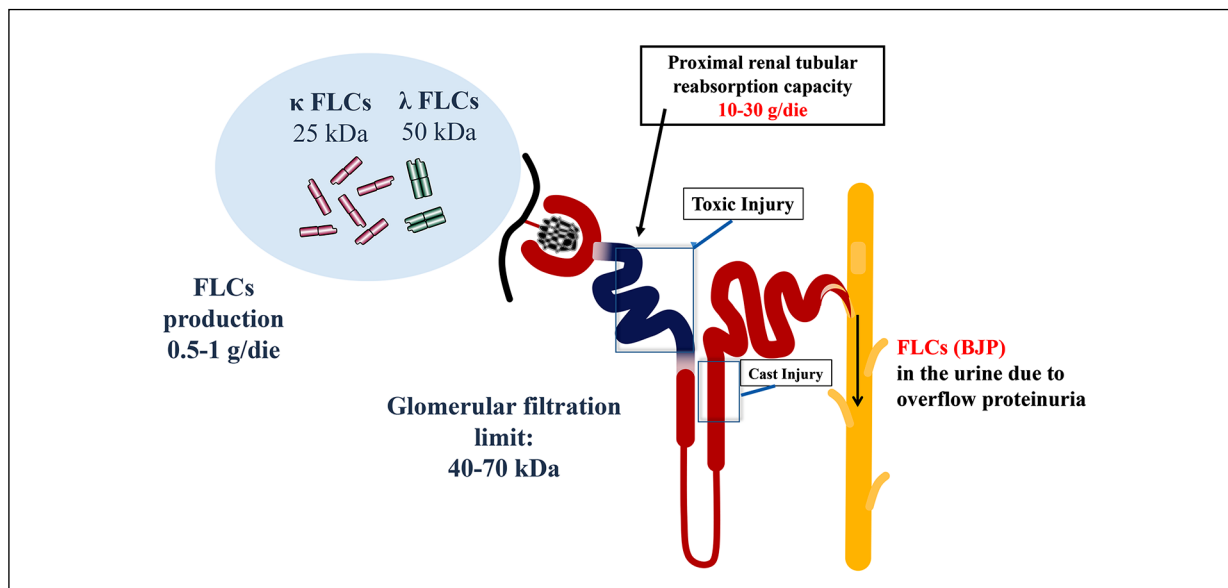 κ FLCs
25 kDa
λ FLCs
50 kDa
Proximal renal tubular
reabsorption capacity
10-30 g/die
Toxic Injury
FLCs
production
0.5-1 g/die
Cast Injury
FLCs (BJP)
in the urine due to
overflow proteinuria
Glomerular filtration
limit:
40-70 kDa